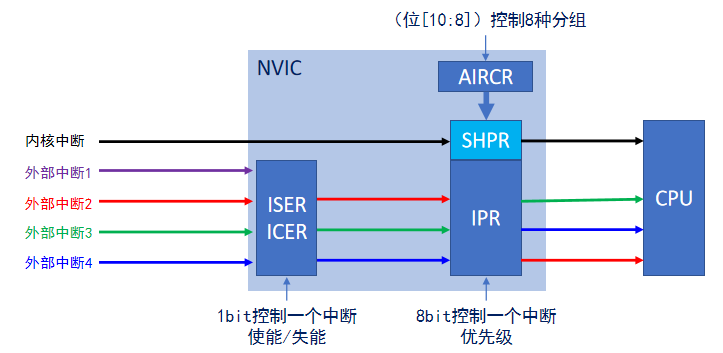 （位[10:8]）控制8种分组
NVIC
AIRCR
内核中断
SHPR
外部中断1
外部中断2
ISER
ICER
IPR
CPU
外部中断3
外部中断4
1bit控制一个中断
使能/失能
8bit控制一个中断
优先级